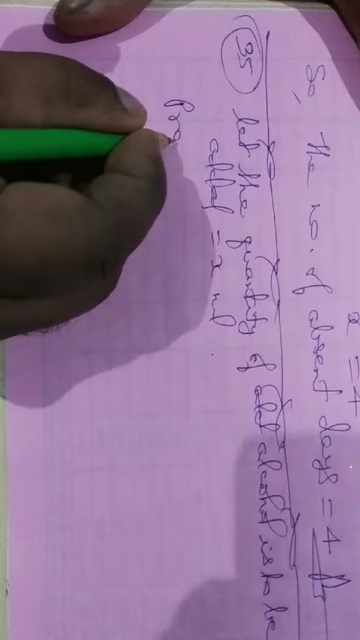 x = 4
So, the no. of absent days = 4
35 let the quantity of alcohol is to be
added = x ml
Pro